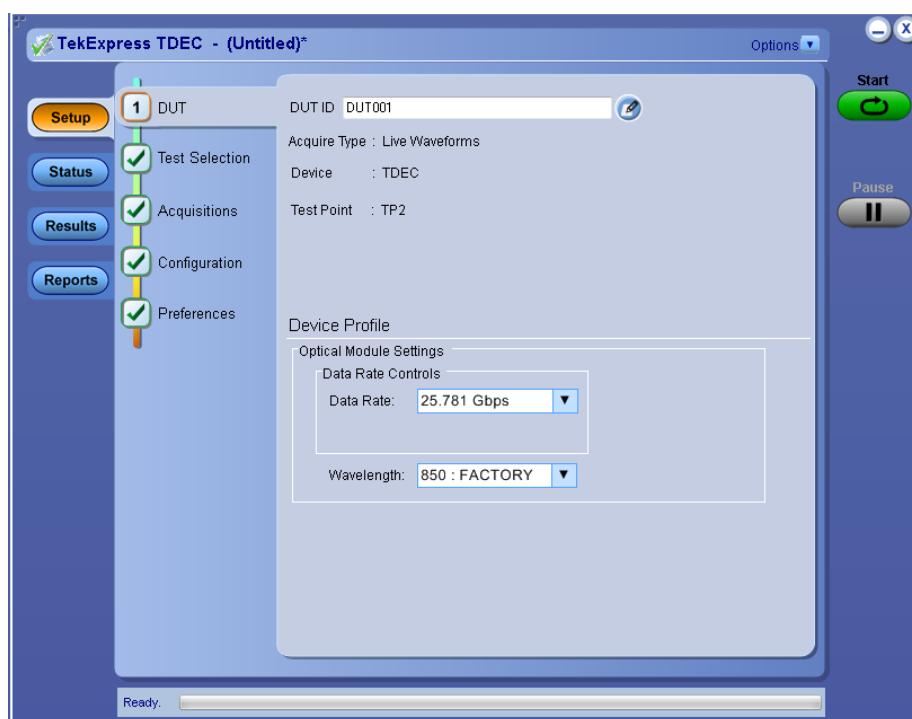 TekExpress TDEC - (Untitled)*
Options
X
Start
Pause
Setup
Status
Results
Reports
1 DUT
Test Selection
Acquisitions
Configuration
Preferences
DUT ID DUT001
Acquire Type : Live Waveforms
Device : TDEC
Test Point : TP2
Device Profile
Optical Module Settings
Data Rate Controls
Data Rate: 25.781 Gbps
Wavelength: 850 : FACTORY
Ready.